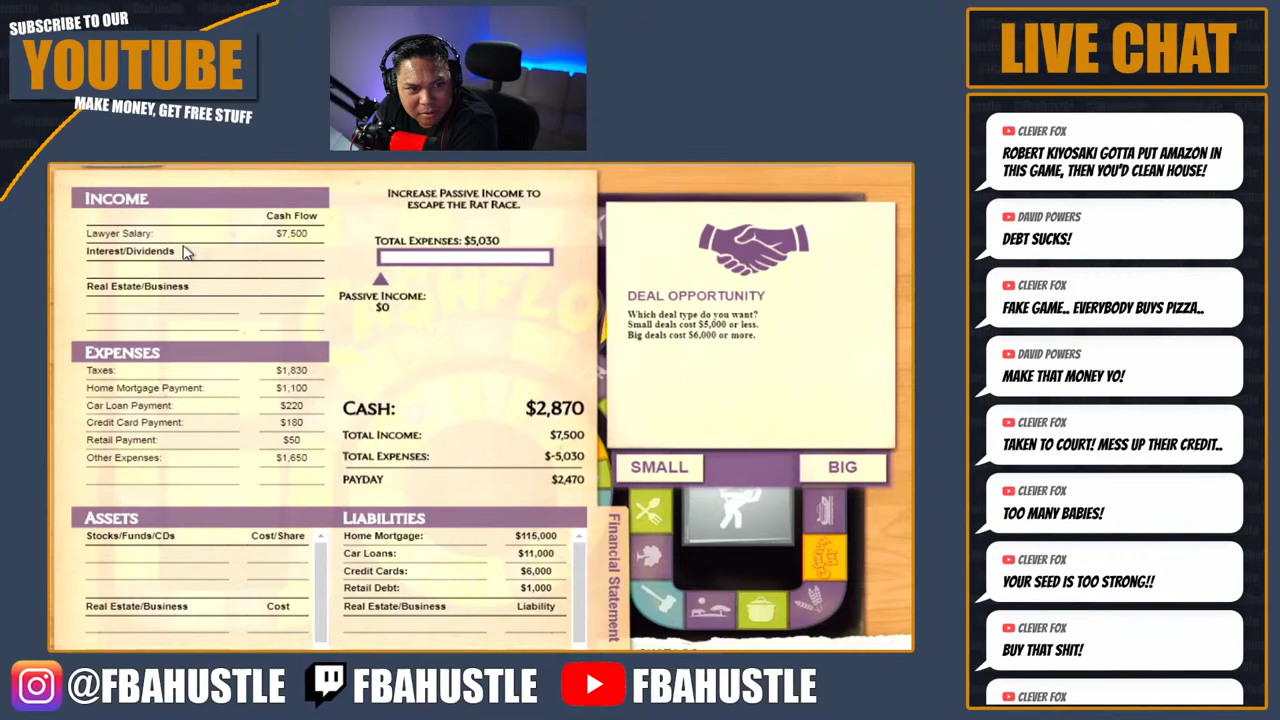 SUBSCRIBE TO OUR
YOUTUBE
MAKE MONEY, GET FREE STUFF
INCOME
Cash Flow
Lawyer Salary: $7,500
Interest/Dividends
Real Estate/Business
EXPENSES
Taxes: $1,830
Home Mortgage Payment: $1,100
Car Loan Payment: $220
Credit Card Payment: $180
Retail Payment: $50
Other Expenses: $1,650
ASSETS
Stocks/Funds/CDs Cost/Share
Real Estate/Business Cost
INCREASE PASSIVE INCOME TO
ESCAPE THE RAT RACE.
TOTAL EXPENSES: $5,030
PASSIVE INCOME:
$0
CASH: $2,870
TOTAL INCOME: $7,500
TOTAL EXPENSES: $-5,030
PAYDAY $2,470
LIABILITIES
Home Mortgage: $115,000
Car Loans: $11,000
Credit Cards: $6,000
Retail Debt: $1,000
Real Estate/Business Liability
Financial Statement
DEAL OPPORTUNITY
Which deal type do you want?
Small deals cost $5,000 or less.
Big deals cost $6,000 or more.
SMALL
BIG
LIVE CHAT
CLEVER FOX
ROBERT KIYOSAKI GOTTA PUT AMAZON IN
THIS GAME, THEN YOU'D CLEAN HOUSE!
DAVID POWERS
DEBT SUCKS!
CLEVER FOX
FAKE GAME.. EVERYBODY BUYS PIZZA..
DAVID POWERS
MAKE THAT MONEY YO!
CLEVER FOX
TAKEN TO COURT! MESS UP THEIR CREDIT..
CLEVER FOX
TOO MANY BABIES!
CLEVER FOX
YOUR SEED IS TOO STRONG!!
CLEVER FOX
BUY THAT SHIT!
CLEVER FOX
@FBAHUSTLE
FBAHUSTLE
FBAHUSTLE